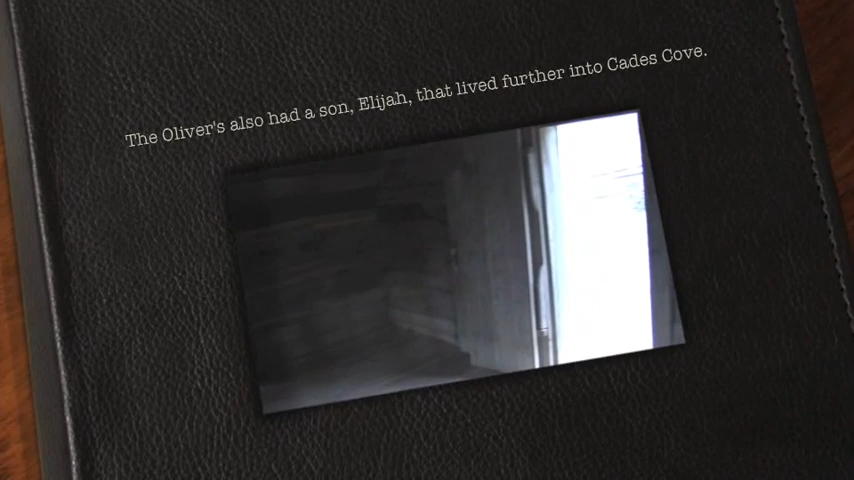 The Oliver's also had a son, Elijah, that lived further into Cades Cove.